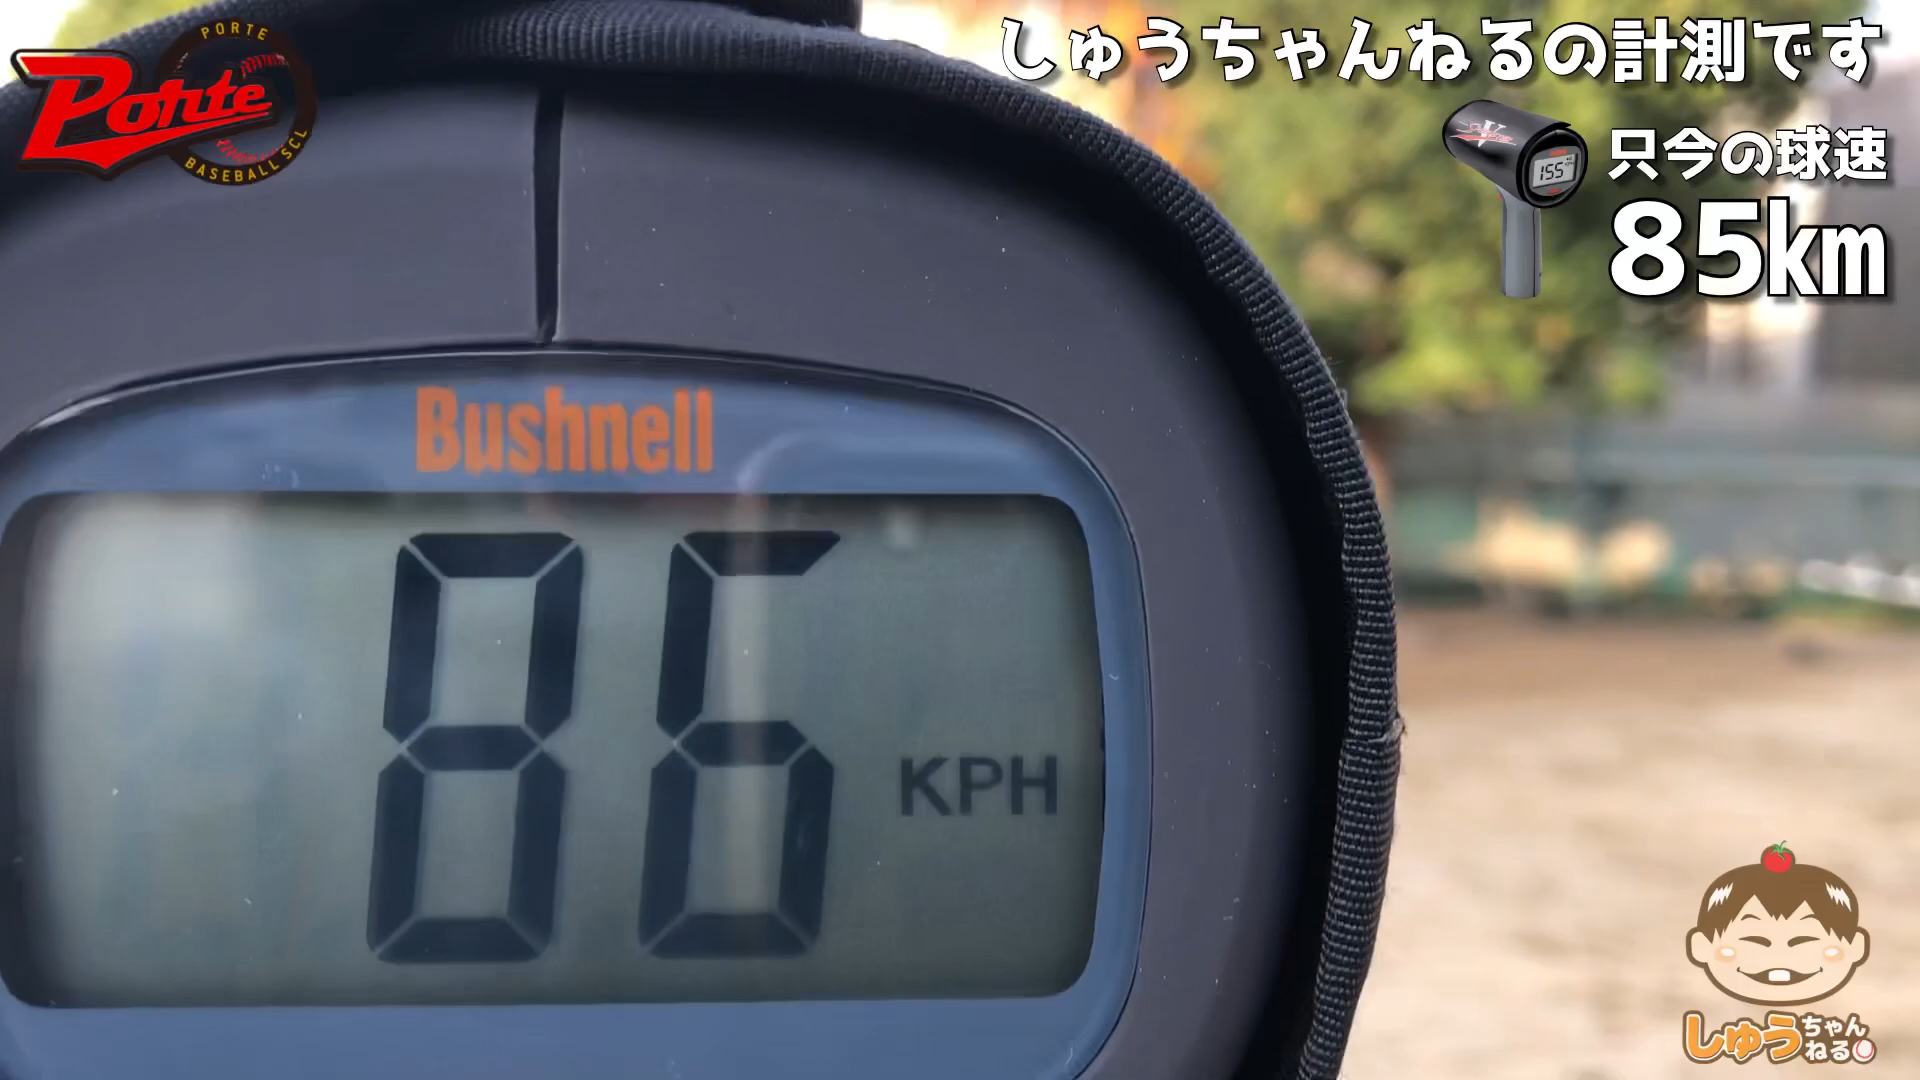 PORTE
Porte
BASEBALL SCL
しゅうちゃんねるの計測です
155
只今の球速
85km
Bushnell
86
KPH
しゅうちゃんねる